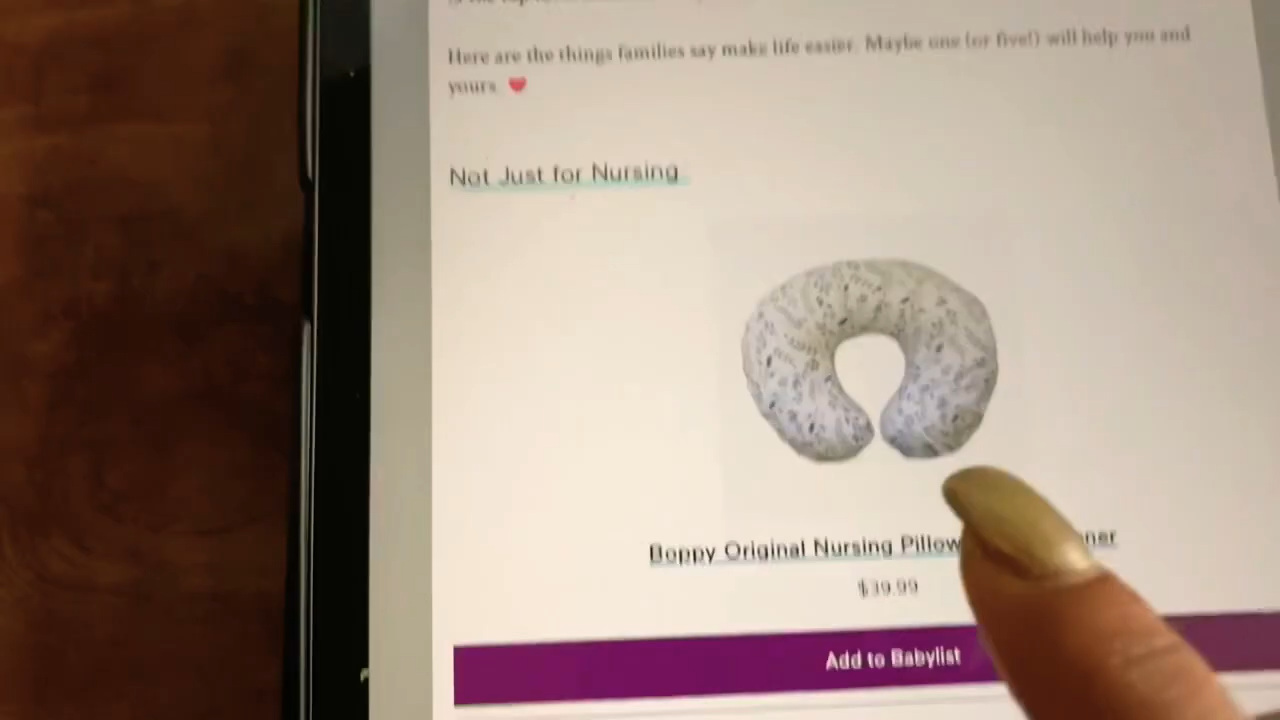 Here are the things families say make life easier. Maybe one (or five!) will help you and
yours. ❤
Not Just for Nursing
Boppy Original Nursing Pillow
$39.99
Add to Babylist